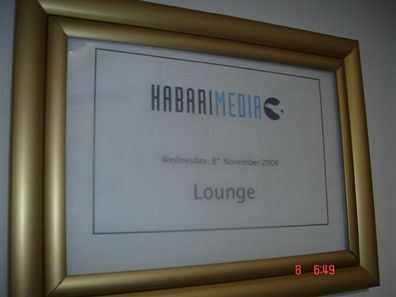 HABARIMEDIA
Wednesday, 8th November 2006
Lounge
8 6:49